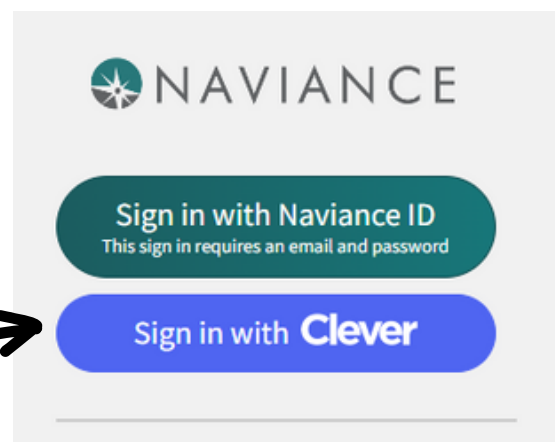 NAVIANCE
Sign in with Naviance ID
This sign in requires an email and password
Sign in with Clever